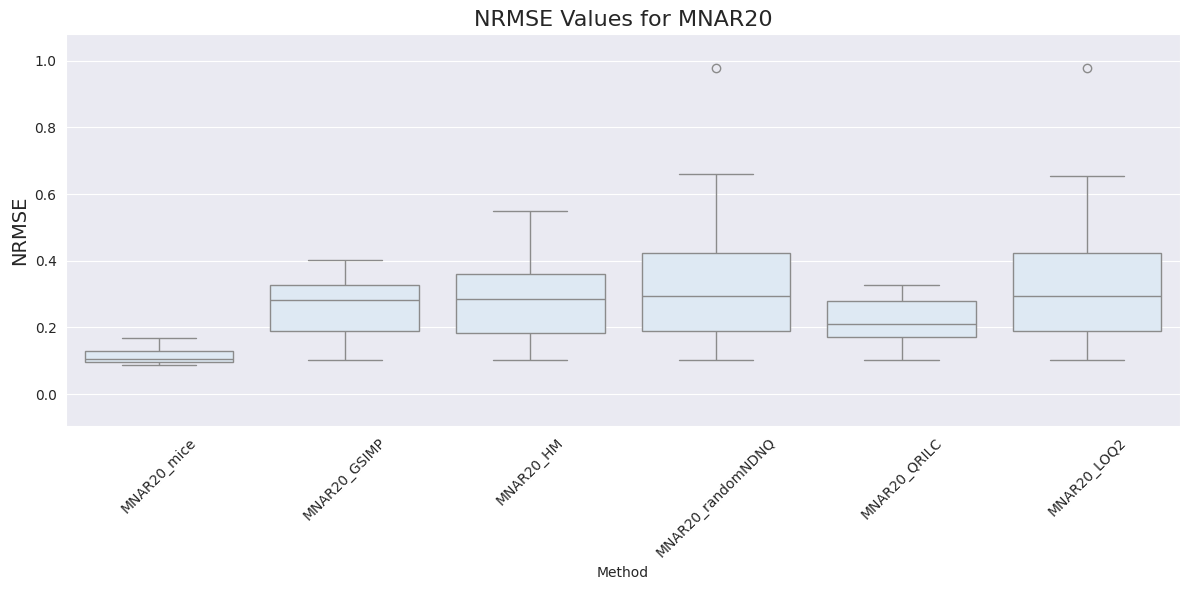 NRMSE Values for MNAR20
NRMSE
1.0
0.8
0.6
0.4
0.2
0.0
MNAR20_mice
MNAR20_GSIMP
MNAR20_HM
MNAR20_randomNDNQ
MNAR20_QRILC
MNAR20_LOQ2
Method